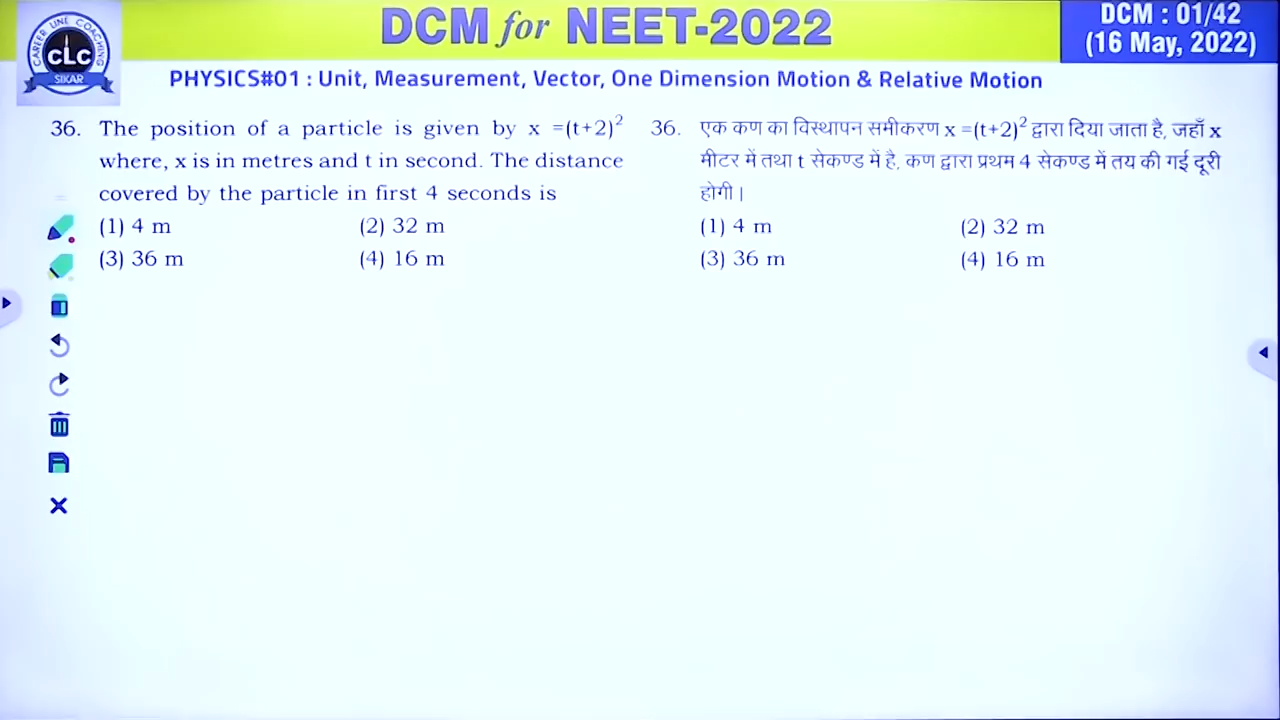 CAREER LINE COACHING
CLC
SIKAR
DCM for NEET-2022
DCM : 01/42
(16 May, 2022)
PHYSICS#01 : Unit, Measurement, Vector, One Dimension Motion & Relative Motion
36. The position of a particle is given by x =(t+2)²
where, x is in metres and t in second. The distance
covered by the particle in first 4 seconds is
(1) 4 m (2) 32 m
(3) 36 m (4) 16 m
36. एक कण का विस्थापन समीकरण x =(t+2)² द्वारा दिया जाता है, जहाँ x
मीटर में तथा t सेकण्ड में है, कण द्वारा प्रथम 4 सेकण्ड में तय की गई दूरी
होगी।
(1) 4 m (2) 32 m
(3) 36 m (4) 16 m